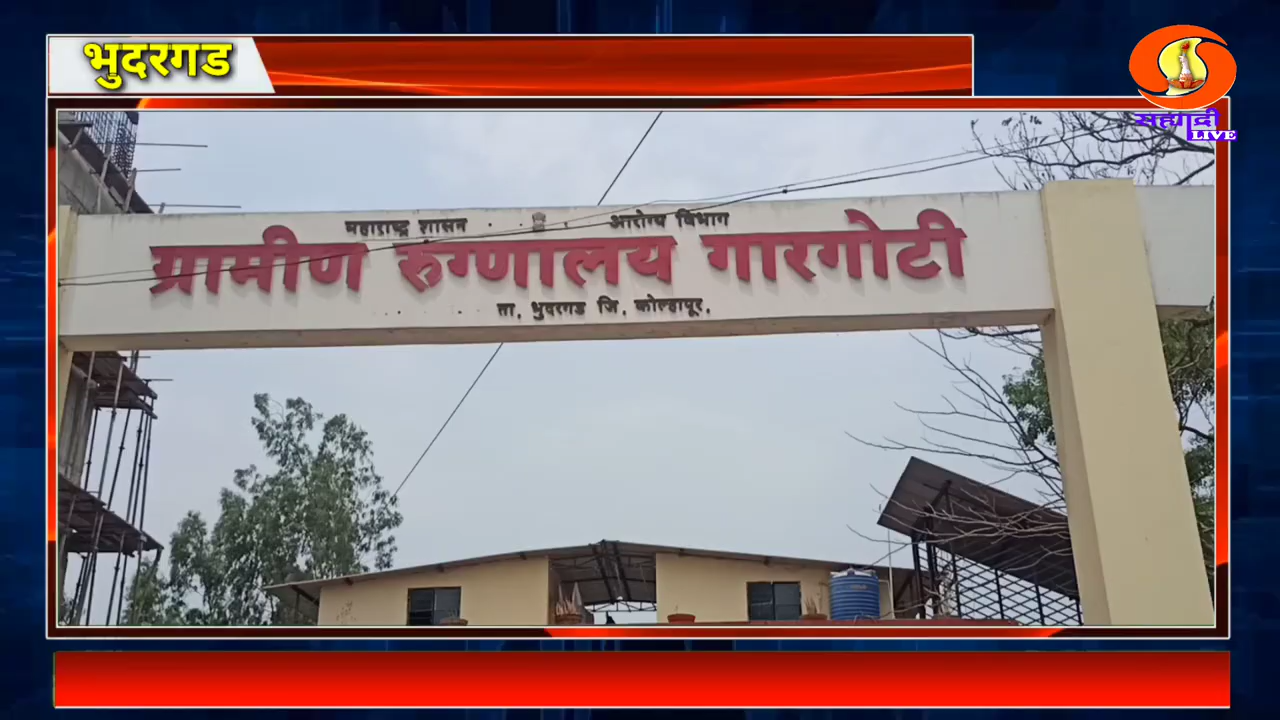 भुदरगड
सह्याद्री
LIVE
महाराष्ट्र शासन आरोग्य विभाग
ग्रामीण रुग्णालय गारगोटी
ता. भुदरगड जि. कोल्हापूर.